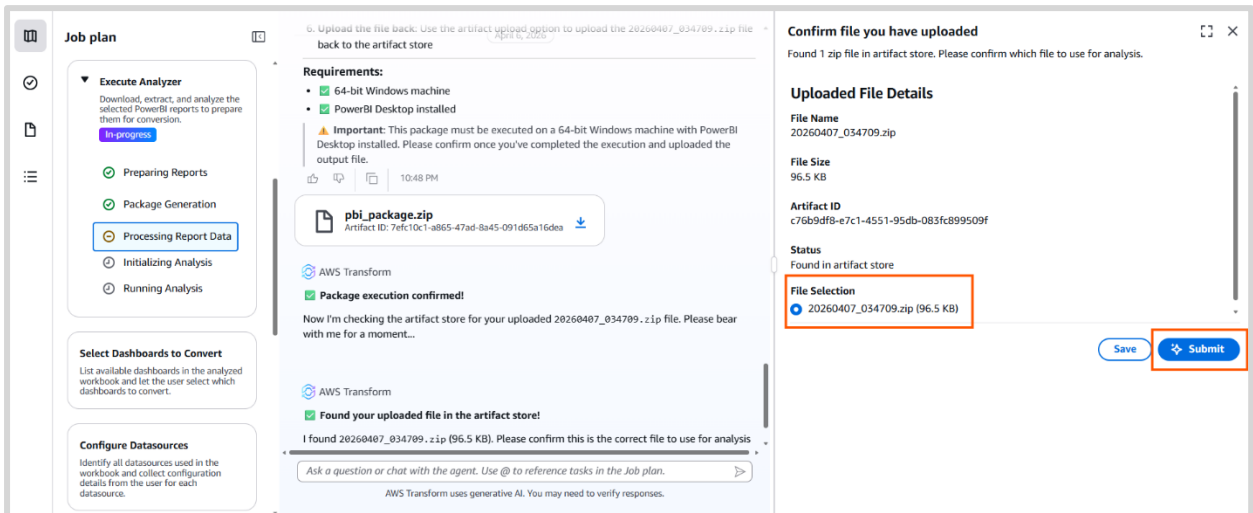 Job plan
Execute Analyzer
Download, extract, and analyze the
selected PowerBI reports to prepare
them for conversion.
In-progress
Preparing Reports
Package Generation
Processing Report Data
Initializing Analysis
Running Analysis
Select Dashboards to Convert
List available dashboards in the analyzed
workbook and let the user select which
dashboards to convert.
Configure Datasources
Identify all datasources used in the
workbook and collect configuration
details from the user for each
datasource.
6. Upload the file back: Use the artifact upload option to upload the 20260407_034709.zip file
April 6, 2026
back to the artifact store
Requirements:
• ✅ 64-bit Windows machine
• ✅ PowerBI Desktop installed
⚠️ Important: This package must be executed on a 64-bit Windows machine with PowerBI
Desktop installed. Please confirm once you've completed the execution and uploaded the
output file.
10:48 PM
pbi_package.zip
Artifact ID: 7efc10c1-a865-47ad-8a45-091d65a16dea
AWS Transform
✅ Package execution confirmed!
Now I'm checking the artifact store for your uploaded 20260407_034709.zip file. Please bear
with me for a moment...
AWS Transform
✅ Found your uploaded file in the artifact store!
I found 20260407_034709.zip (96.5 KB). Please confirm this is the correct file to use for analysis
Ask a question or chat with the agent. Use @ to reference tasks in the Job plan.
AWS Transform uses generative AI. You may need to verify responses.
Confirm file you have uploaded
Found 1 zip file in artifact store. Please confirm which file to use for analysis.
Uploaded File Details
File Name
20260407_034709.zip
File Size
96.5 KB
Artifact ID
c76b9df8-e7c1-4551-95db-083fc899509f
Status
Found in artifact store
File Selection
20260407_034709.zip (96.5 KB)
Save
Submit